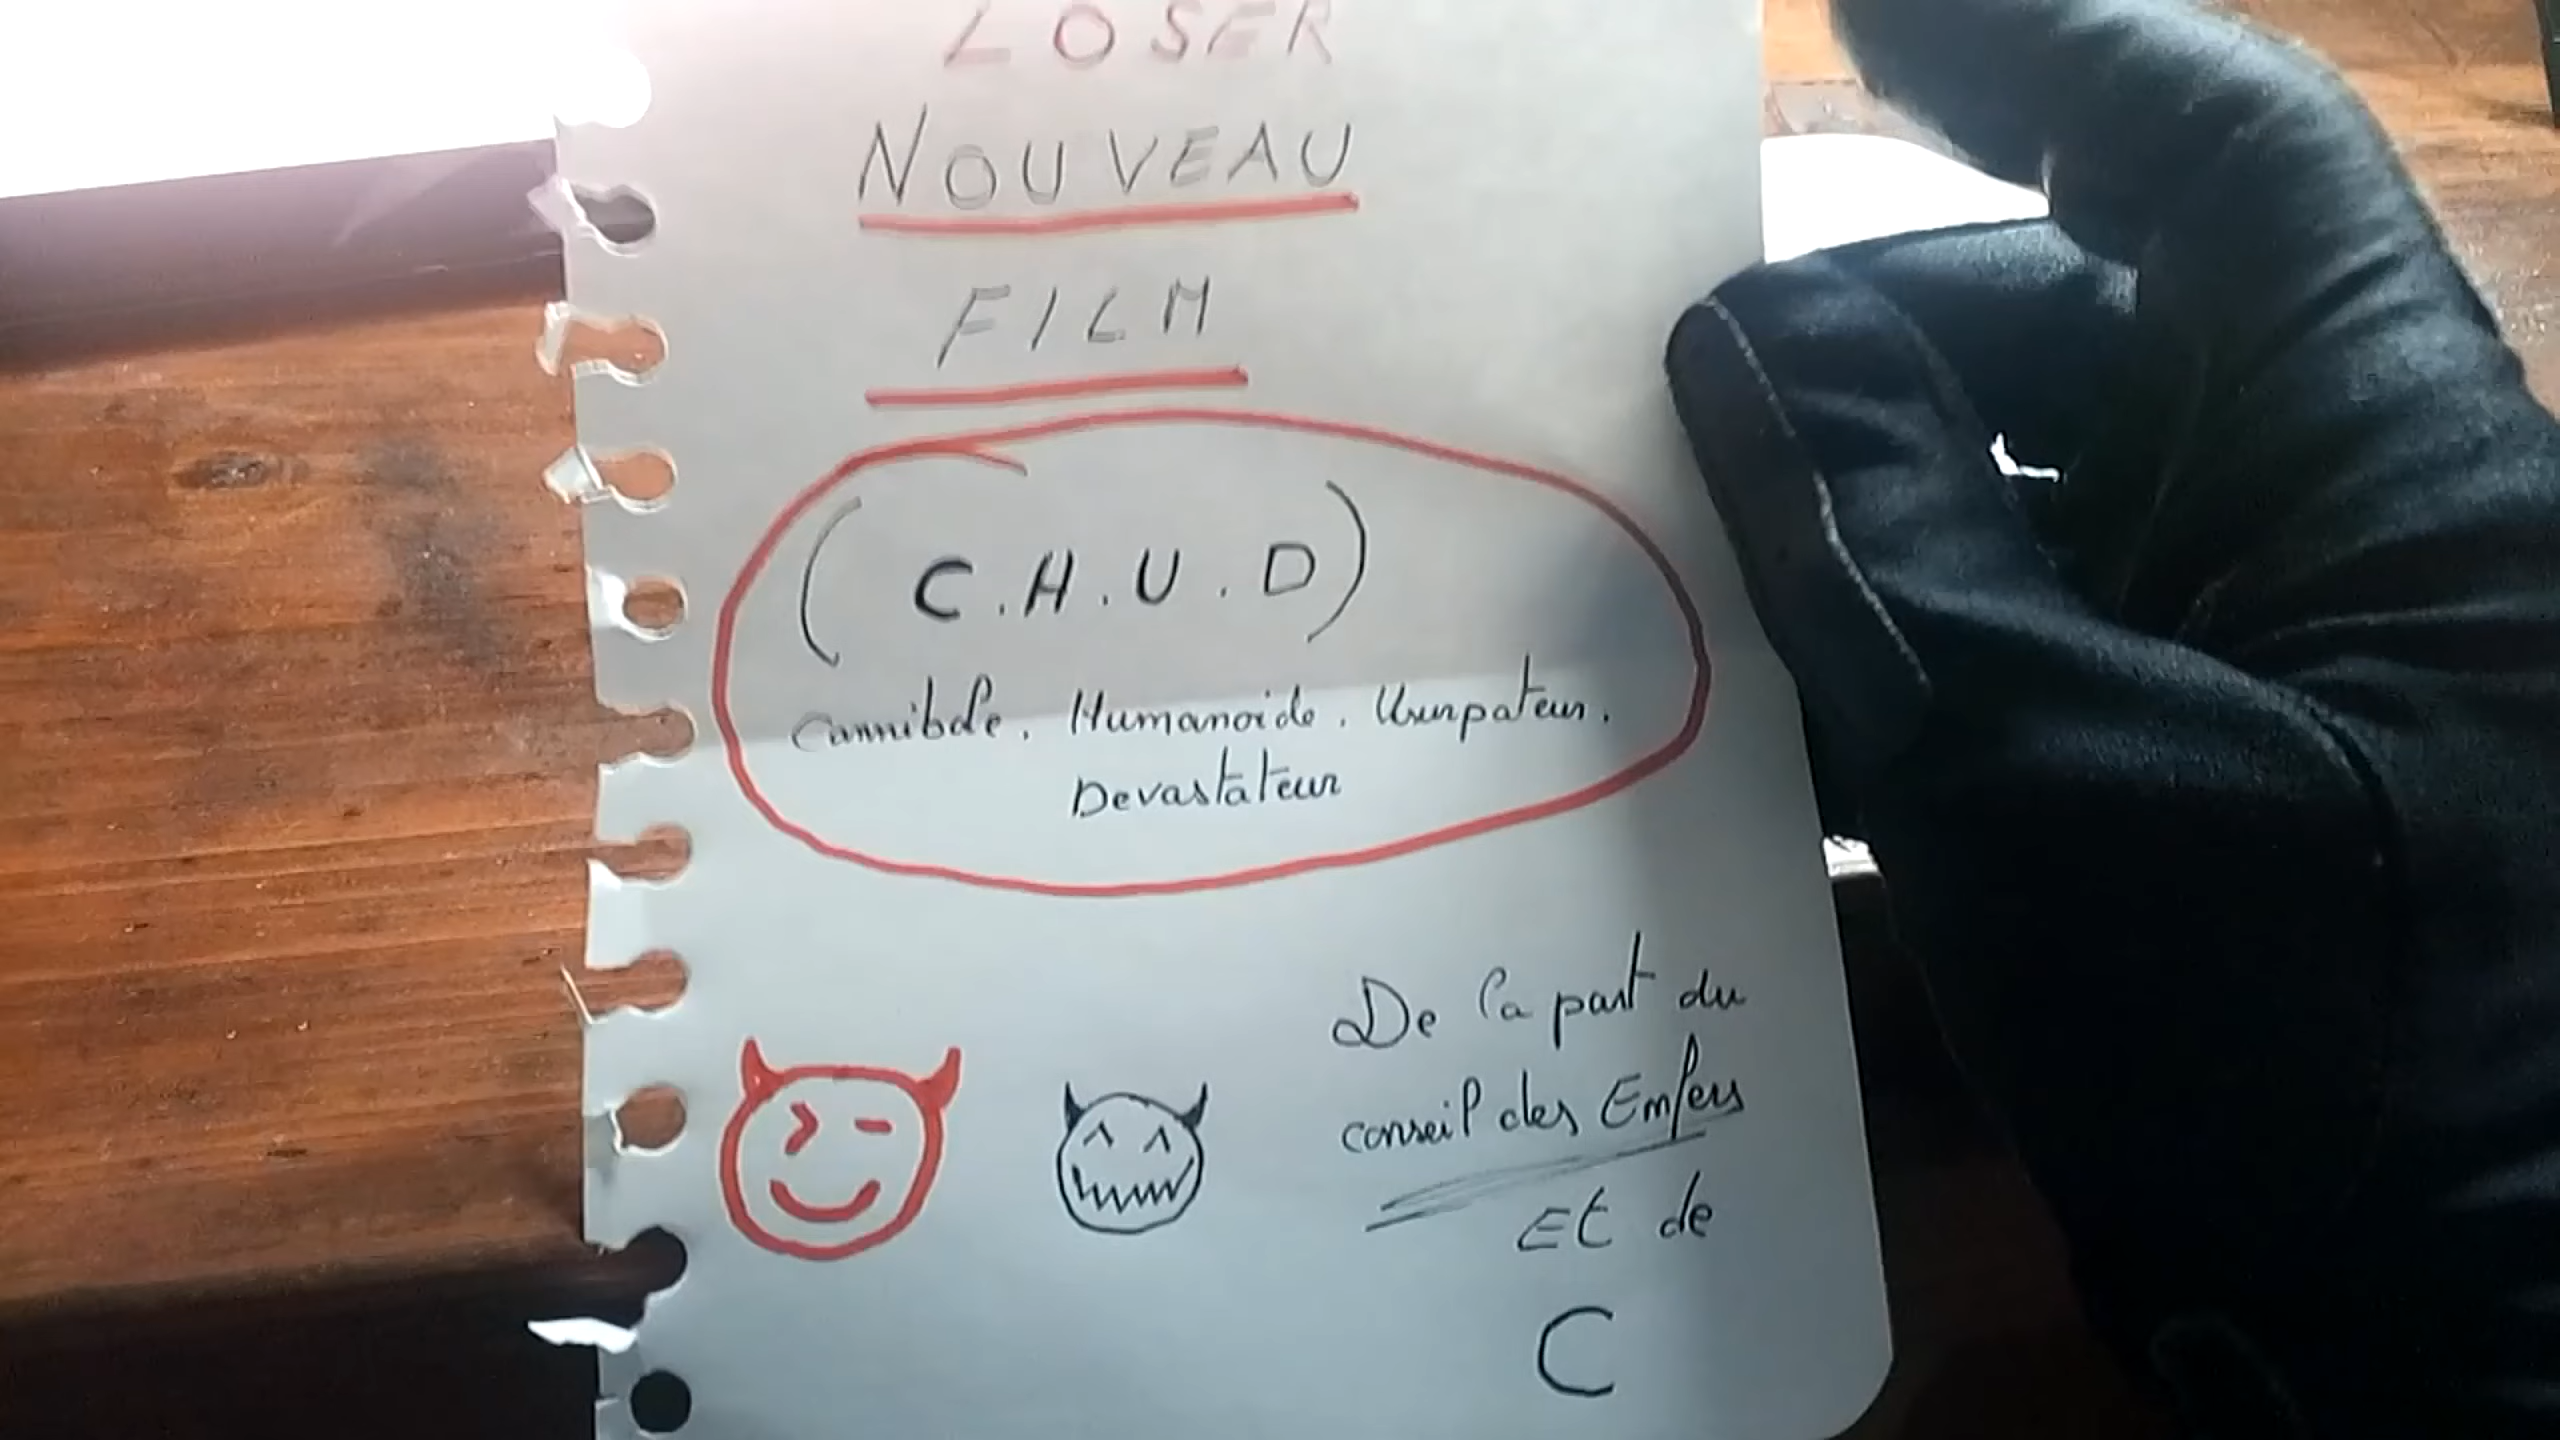 LOSER
NOUVEAU
FILM
(C.H.U.D)
Cannibale. Humanoide. Usurpateur.
Devastateur
De la part du
conseil des Enfers
Et de
C